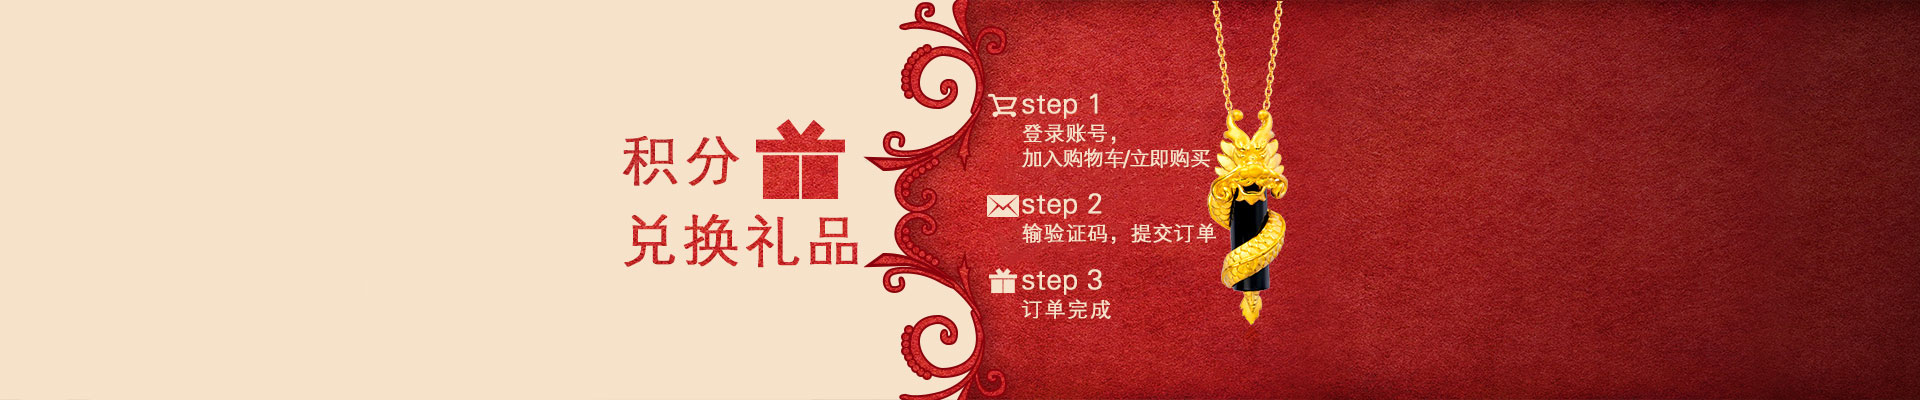 积分
兑换礼品
step 1
登录账号，
加入购物车/立即购买
step 2
输验证码，提交订单
step 3
订单完成